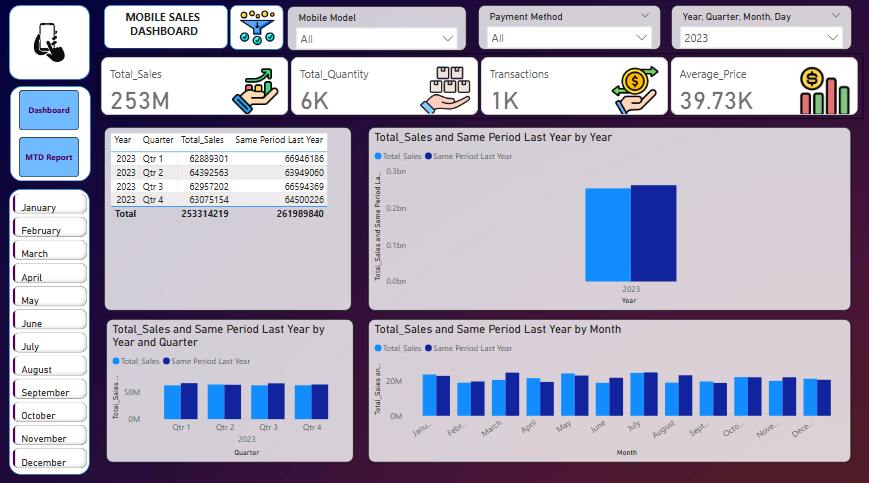 MOBILE SALES
DASHBOARD
Mobile Model
All
Payment Method
All
Year, Quarter, Month, Day
2023
Total_Sales
253M
Total_Quantity
6K
Transactions
1K
Average_Price
39.73K
Dashboard
MTD Report
January
February
March
April
May
June
July
August
September
October
November
December
Year Quarter Total_Sales Same Period Last Year
2023 Qtr 1 62889301 66946186
2023 Qtr 2 64392563 63949060
2023 Qtr 3 62957202 66594369
2023 Qtr 4 63075154 64500226
Total 253314219 261989840
Total_Sales and Same Period Last Year by Year
Total_Sales Same Period Last Year
Total_Sales and Same Period La...
0.3bn
0.2bn
0.1bn
0.0bn
2023
Year
Total_Sales and Same Period Last Year by
Year and Quarter
Total_Sales Same Period Last Year
Total_Sales ...
50M
0M
Qtr 1 Qtr 2 Qtr 3 Qtr 4
2023
Quarter
Total_Sales and Same Period Last Year by Month
Total_Sales Same Period Last Year
Total_Sales an...
20M
0M
Janu... Febr... March April May June July August Sept... Octo... Nove... Dece...
Month